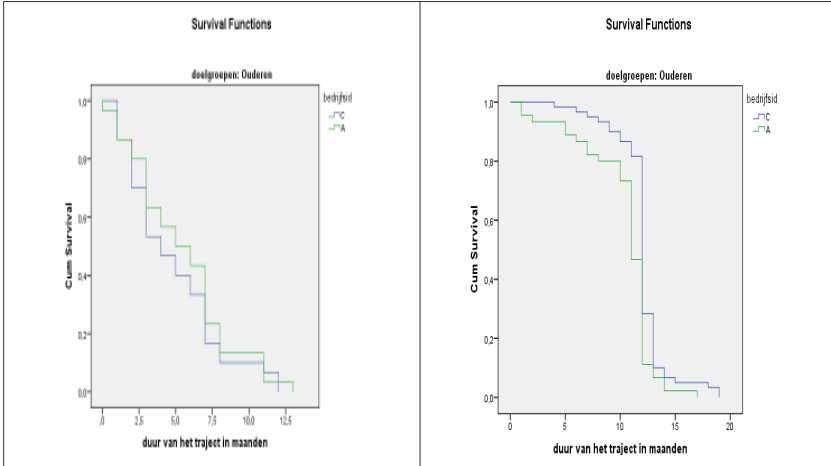 Survival Functions
doelgroepen: Ouderen
bedrijfsid
C
A
1,0
0,8
0,6
0,4
0,2
0,0
Cum Survival
,0
2,5
5,0
7,5
10,0
12,5
duur van het traject in maanden
Survival Functions
doelgroepen: Ouderen
bedrijfsid
C
A
1,0
0,8
0,6
0,4
0,2
0,0
Cum Survival
0
5
10
15
20
duur van het traject in maanden